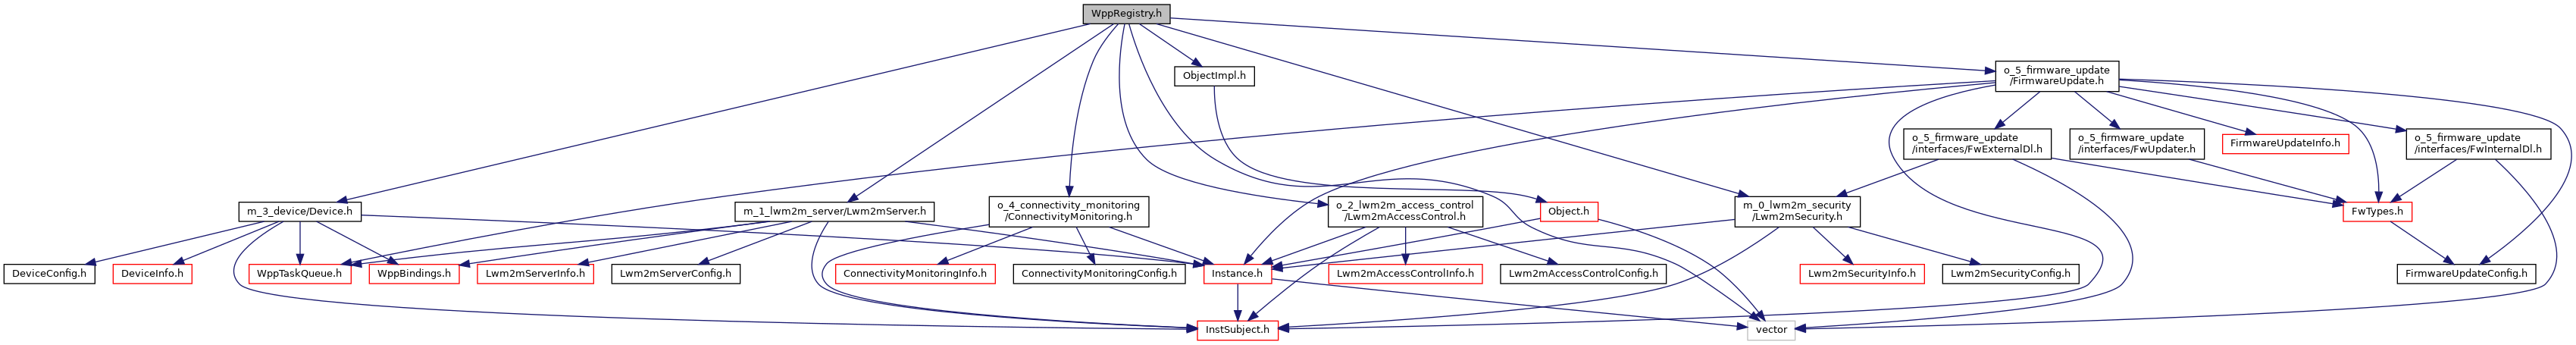 WppRegistry.h
ObjectImpl.h
o_5_firmware_update
/FirmwareUpdate.h
o_5_firmware_update
/interfaces/FwExternalDl.h
o_5_firmware_update
/interfaces/FwUpdater.h
FirmwareUpdateInfo.h
o_5_firmware_update
/interfaces/FwInternalDl.h
m_3_device/Device.h
m_1_lwm2m_server/Lwm2mServer.h
o_4_connectivity_monitoring
/ConnectivityMonitoring.h
o_2_lwm2m_access_control
/Lwm2mAccessControl.h
Object.h
m_0_lwm2m_security
/Lwm2mSecurity.h
FwTypes.h
DeviceConfig.h
DeviceInfo.h
WppTaskQueue.h
WppBindings.h
Lwm2mServerInfo.h
Lwm2mServerConfig.h
ConnectivityMonitoringInfo.h
ConnectivityMonitoringConfig.h
Instance.h
Lwm2mAccessControlInfo.h
Lwm2mAccessControlConfig.h
Lwm2mSecurityInfo.h
Lwm2mSecurityConfig.h
FirmwareUpdateConfig.h
InstSubject.h
vector